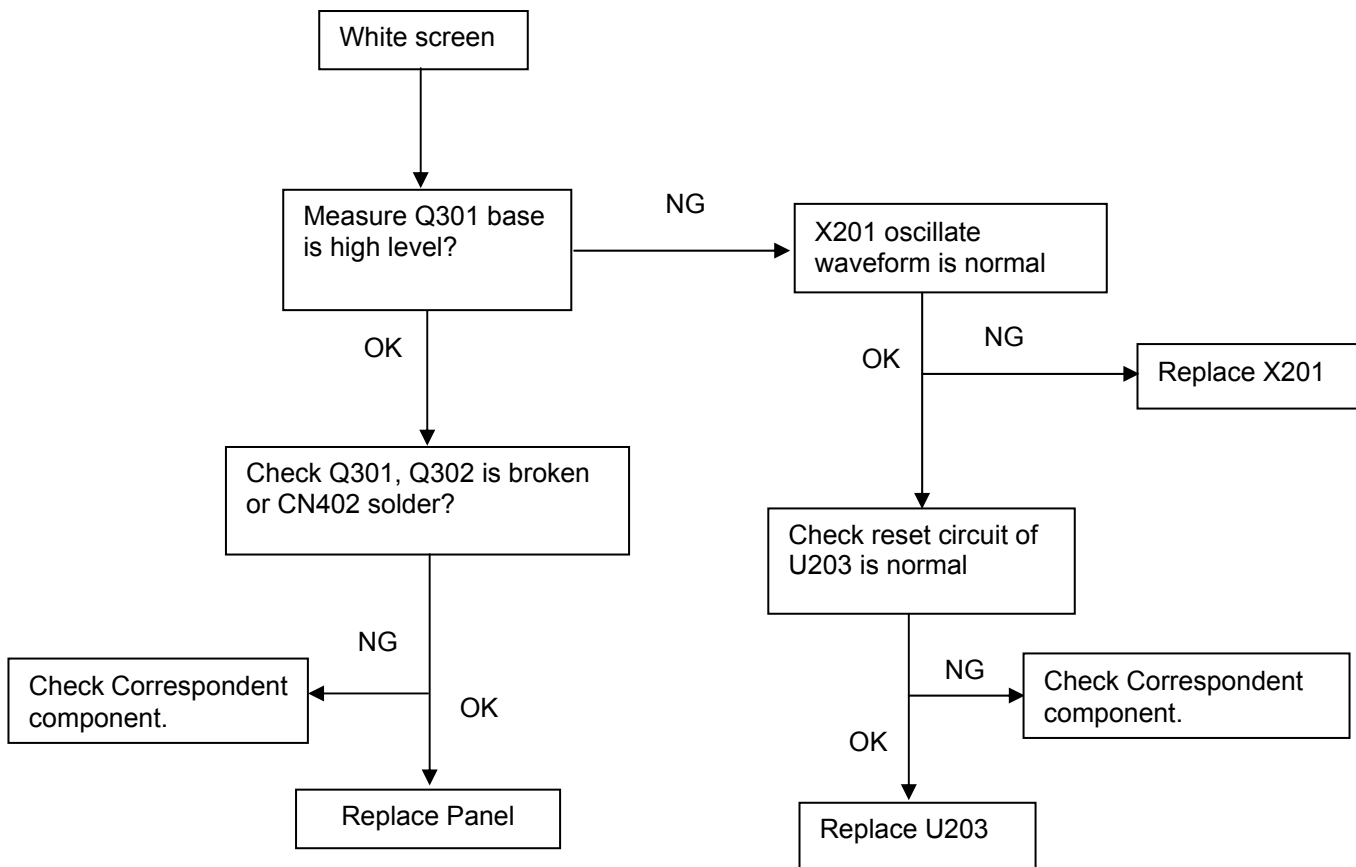 White screen
Measure Q301 base
is high level?
NG
X201 oscillate
waveform is normal
OK
OK
NG
Replace X201
Check Q301, Q302 is broken
or CN402 solder?
Check reset circuit of
U203 is normal
NG
Check Correspondent
component.
OK
NG
Check Correspondent
component.
OK
Replace Panel
Replace U203